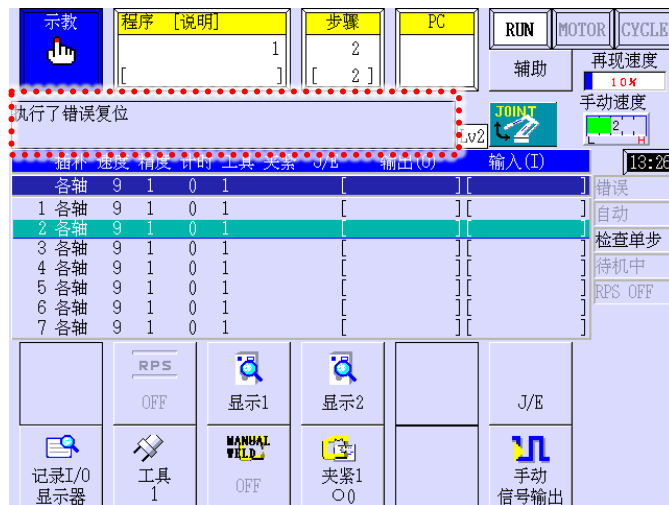 示教
程序 [说明]
1
[ ]
步骤
2
[ 2 ]
PC
RUN
MOTOR
CYCLE
辅助
再现速度
10%
手动速度
2
L H
执行了错误复位
Lv2
JOINT
13:26
插补 速度 精度 计时 工具 夹紧 J/E 输出(O) 输入(I)
各轴 9 1 0 1 [ ][ ]
1 各轴 9 1 0 1 [ ][ ]
2 各轴 9 1 0 1 [ ][ ]
3 各轴 9 1 0 1 [ ][ ]
4 各轴 9 1 0 1 [ ][ ]
5 各轴 9 1 0 1 [ ][ ]
6 各轴 9 1 0 1 [ ][ ]
7 各轴 9 1 0 1 [ ][ ]
错误
自动
检查单步
待机中
RPS OFF
RPS
OFF
显示1
显示2
J/E
记录I/O
显示器
工具
1
MANUAL
WELD
OFF
夹紧1
○0
手动
信号输出